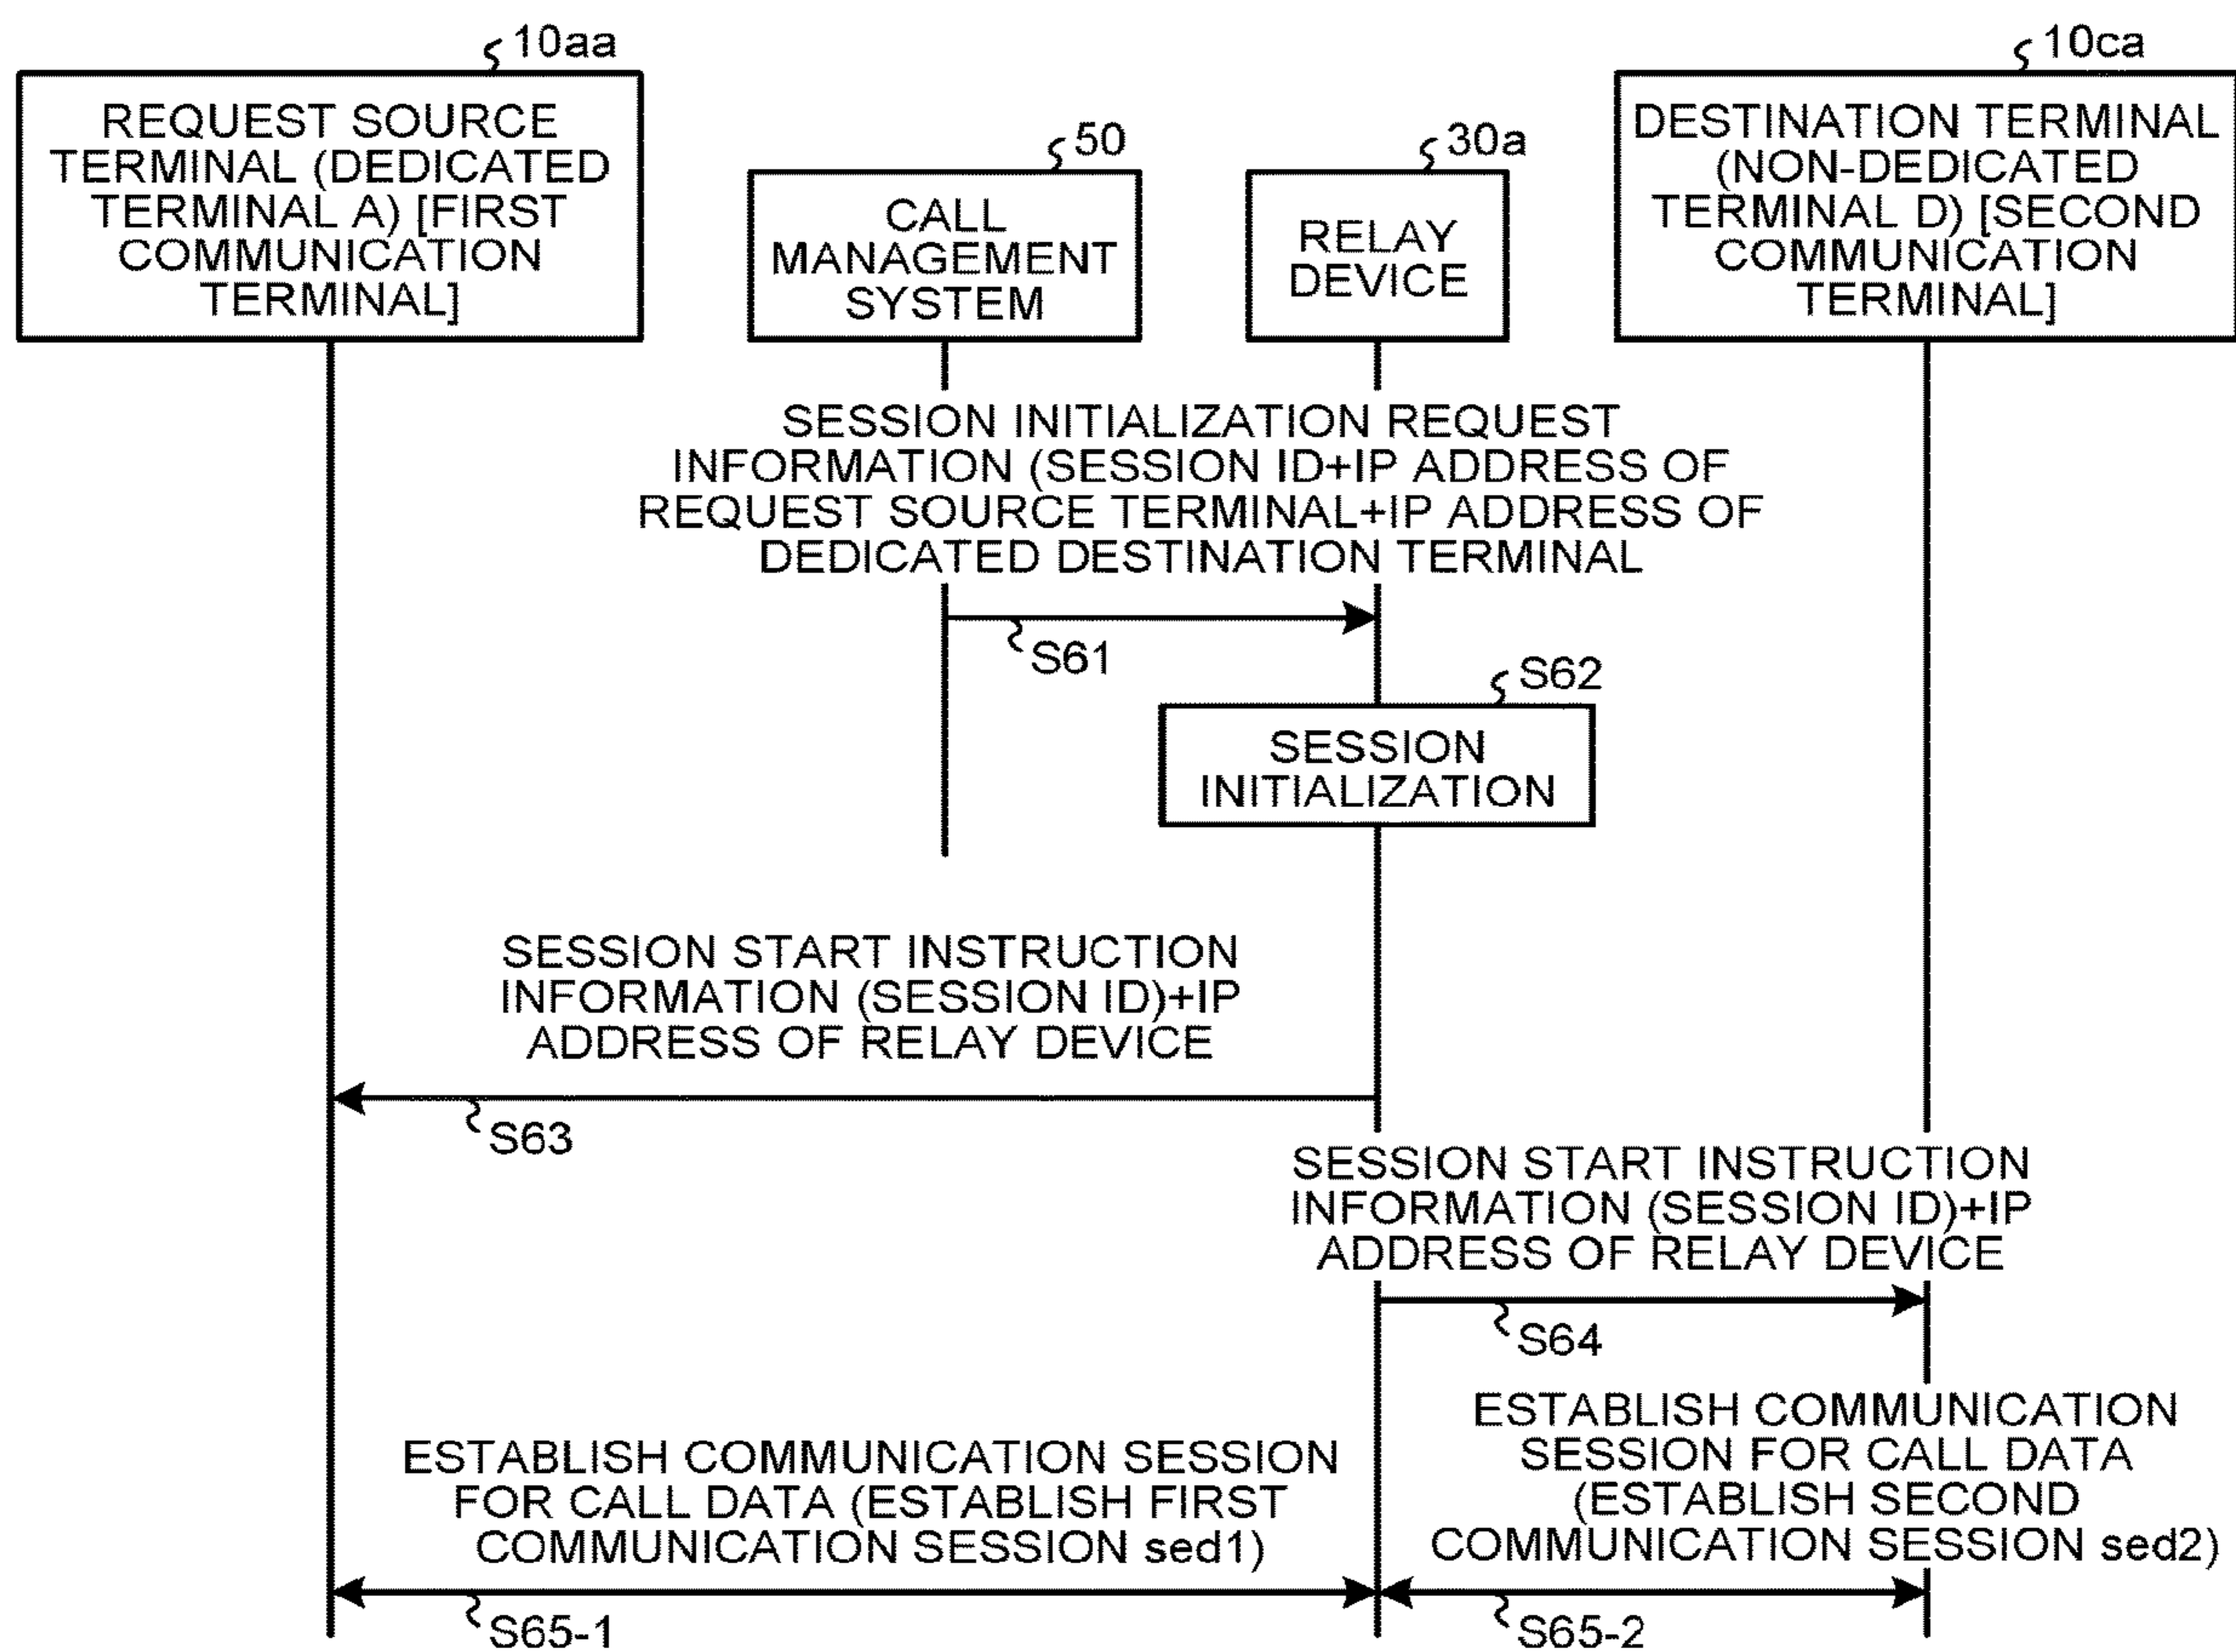 10aa
REQUEST SOURCE
TERMINAL (DEDICATED
TERMINAL A) [FIRST
COMMUNICATION
TERMINAL]
50
CALL
MANAGEMENT
SYSTEM
30a
RELAY
DEVICE
10ca
DESTINATION TERMINAL
(NON-DEDICATED
TERMINAL D) [SECOND
COMMUNICATION
TERMINAL]
SESSION INITIALIZATION REQUEST
INFORMATION (SESSION ID+IP ADDRESS OF
REQUEST SOURCE TERMINAL+IP ADDRESS OF
DEDICATED DESTINATION TERMINAL
S61
S62
SESSION
INITIALIZATION
SESSION START INSTRUCTION
INFORMATION (SESSION ID)+IP
ADDRESS OF RELAY DEVICE
S63
SESSION START INSTRUCTION
INFORMATION (SESSION ID)+IP
ADDRESS OF RELAY DEVICE
S64
ESTABLISH COMMUNICATION SESSION
FOR CALL DATA (ESTABLISH FIRST
COMMUNICATION SESSION sed1)
S65-1
ESTABLISH COMMUNICATION
SESSION FOR CALL DATA
(ESTABLISH SECOND
COMMUNICATION SESSION sed2)
S65-2